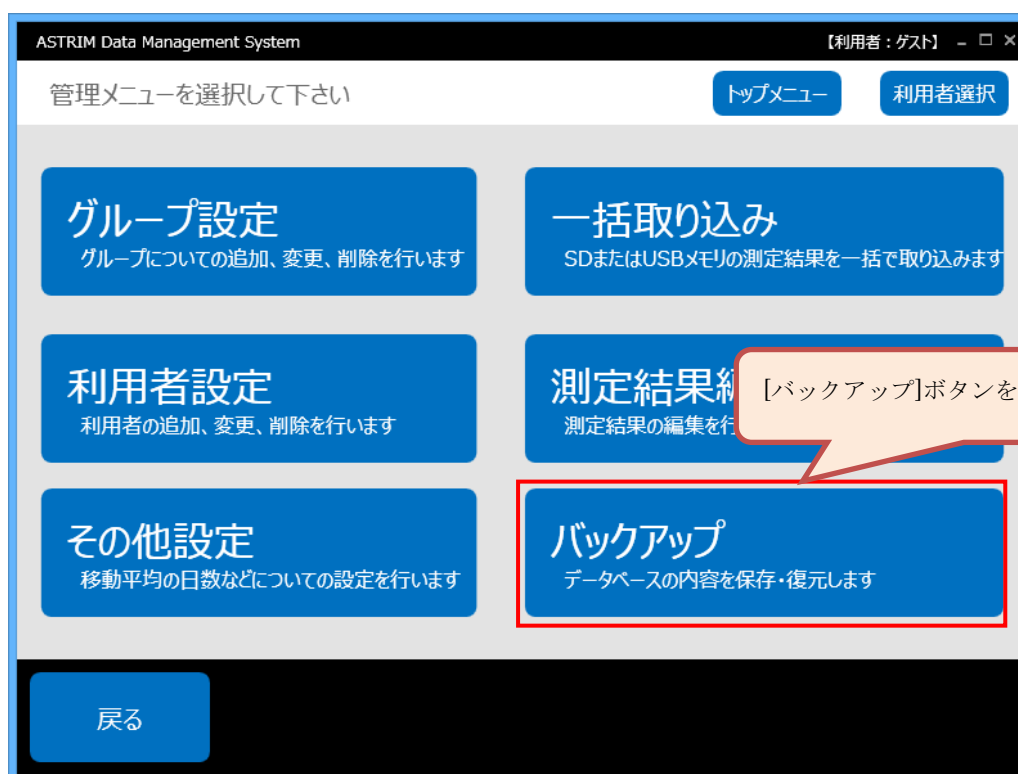 ASTRIM Data Management System
【利用者：ゲスト】
管理メニューを選択して下さい
トップメニュー
利用者選択
グループ設定
グループについての追加、変更、削除を行います
一括取り込み
SDまたはUSBメモリの測定結果を一括で取り込みます
利用者設定
利用者の追加、変更、削除を行います
測定結果
測定結果の編集を行
[バックアップ]ボタンを
その他設定
移動平均の日数などについての設定を行います
バックアップ
データベースの内容を保存・復元します
戻る